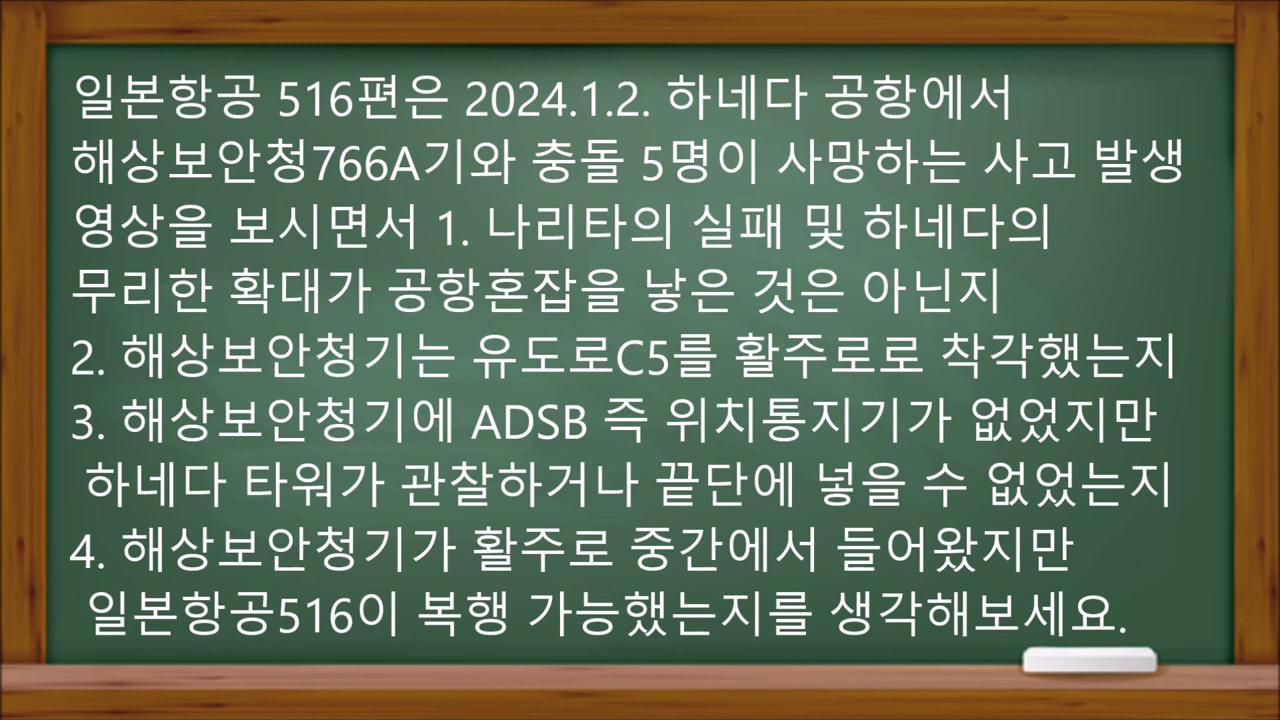 일본항공 516편은 2024.1.2. 하네다 공항에서
해상보안청766A기와 충돌 5명이 사망하는 사고 발생
영상을 보시면서 1. 나리타의 실패 및 하네다의
무리한 확대가 공항혼잡을 낳은 것은 아닌지
2. 해상보안청기는 유도로C5를 활주로로 착각했는지
3. 해상보안청기에 ADSB 즉 위치통지기가 없었지만
하네다 타워가 관찰하거나 끝단에 넣을 수 없었는지
4. 해상보안청기가 활주로 중간에서 들어왔지만
일본항공516이 복행 가능했는지를 생각해보세요.